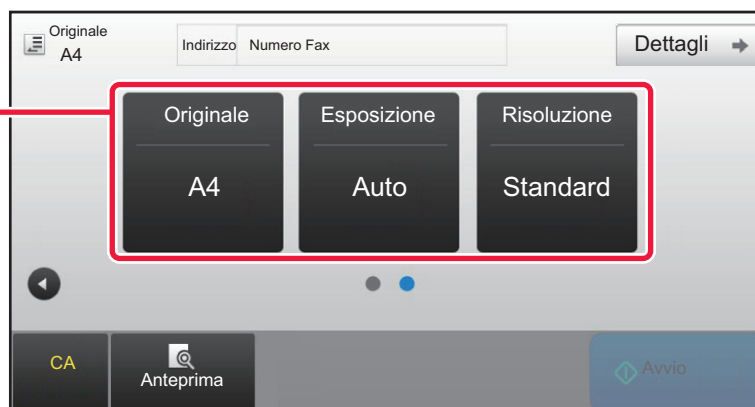 Originale
A4
Indirizzo Numero Fax
Dettagli
Originale Esposizione Risoluzione
A4 Auto Standard
CA
Anteprima
Avvio